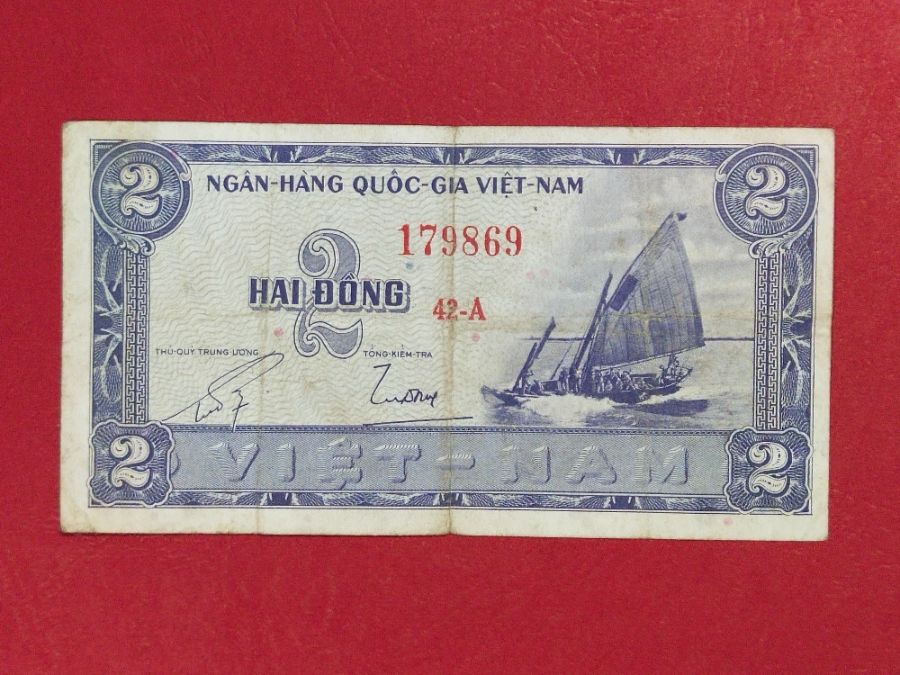 2 2
NGÂN-HÀNG QUỐC-GIA VIỆT-NAM
179869
2
HAI ĐỒNG
42-A
THỦ-QUỸ TRUNG ƯƠNG TỔNG-KIỂM-TRA
2 VIỆT-NAM 2